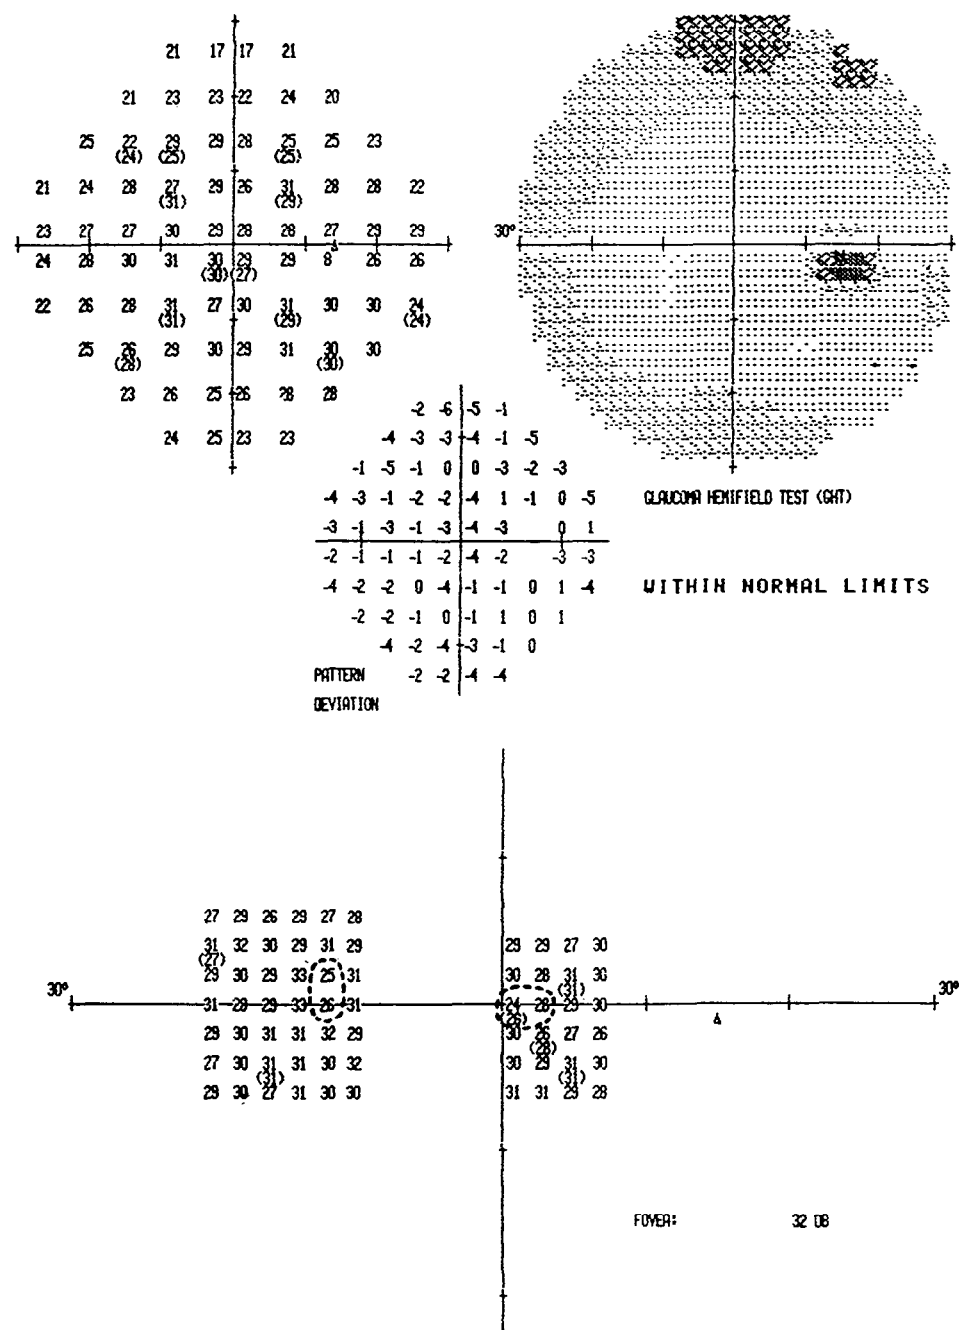 21 17 17 21
21 23 23 22 24 20
25 22 29 29 28 25 25 23
(24) (25) (25)
21 24 28 27 29 26 31 28 28 22
(31) (29)
23 27 27 30 29 28 28 27 29 29
30°
24 28 30 31 30 29 29 8 26 26
(30) (27)
22 26 28 31 27 30 31 30 30 24
(31) (29) (24)
25 26 29 30 29 31 30 30
(28) (30)
23 26 25 26 28 28
24 25 23 23
-2 -6 -5 -1
-4 -3 -3 -4 -1 -5
-1 -5 -1 0 0 -3 -2 -3
-4 -3 -1 -2 -2 -4 1 -1 0 -5
-3 -1 -3 -1 -3 -4 -3 0 1
-2 -1 -1 -1 -2 -4 -2 -3 -3
-4 -2 -2 0 -4 -1 -1 0 1 -4
-2 -2 -1 0 -1 1 0 1
-4 -2 -4 -3 -1 0
-2 -2 -4 -4
PATTERN
DEVIATION
GLAUCOMA HEMIFIELD TEST (GHT)
WITHIN NORMAL LIMITS
27 29 26 29 27 28
31 32 30 29 31 29 29 29 27 30
(27)
29 30 29 33 25 31 30 28 31 30
(31)
30° 30°
31 28 29 33 26 31 24 28 29 30
(26)
29 30 31 31 32 29 30 26 27 26
(28)
27 30 31 31 30 32 30 29 31 30
(31) (31)
29 30 27 31 30 30 31 31 29 28
FOVEA: 32 DB